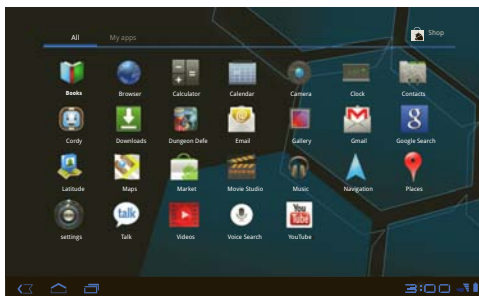 All My apps Shop
Books Browser Calculator Calendar Camera Clock Contacts
Cordy Downloads Dungeon Defe Email Gallery Gmail Google Search
Latitude Maps Market Movie Studio Music Navigation Places
talk You Tube
settings Talk Videos Voice Search YouTube
3:00